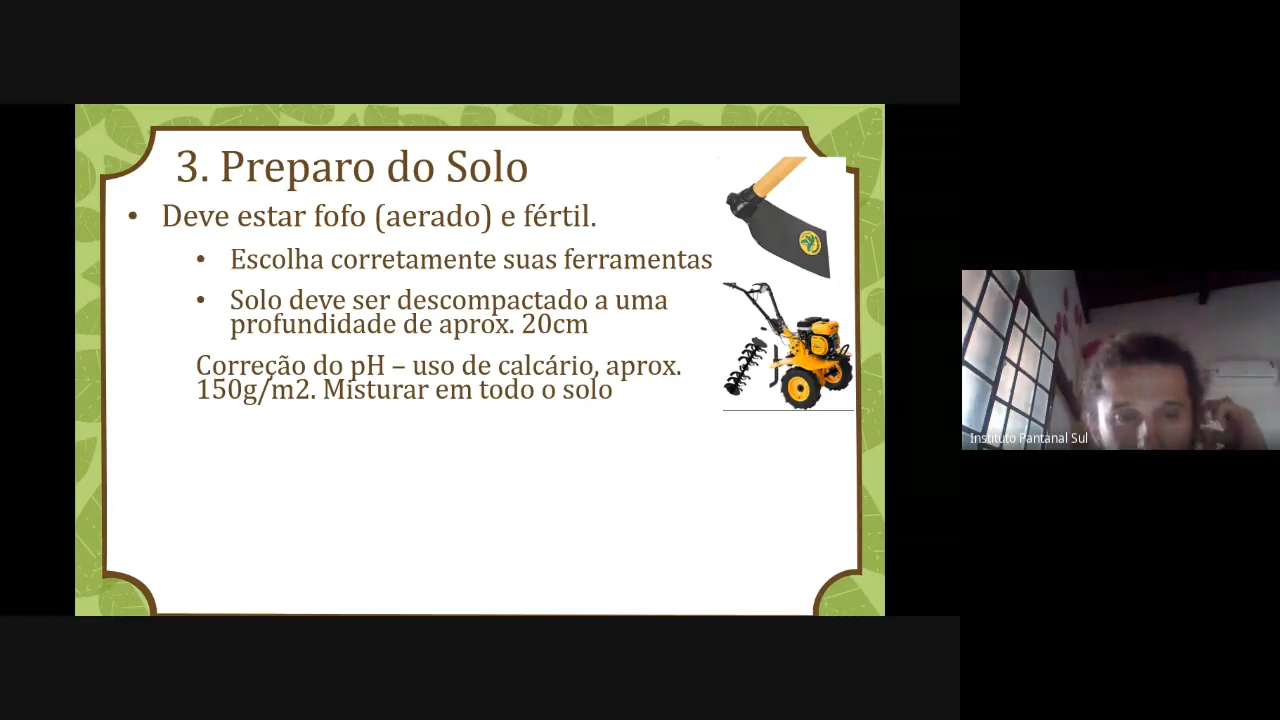 3. Preparo do Solo
• Deve estar fofo (aerado) e fértil.
• Escolha corretamente suas ferramentas
• Solo deve ser descompactado a uma
profundidade de aprox. 20cm
Correção do pH – uso de calcário, aprox.
150g/m2. Misturar em todo o solo
Instituto Pantanal Sul